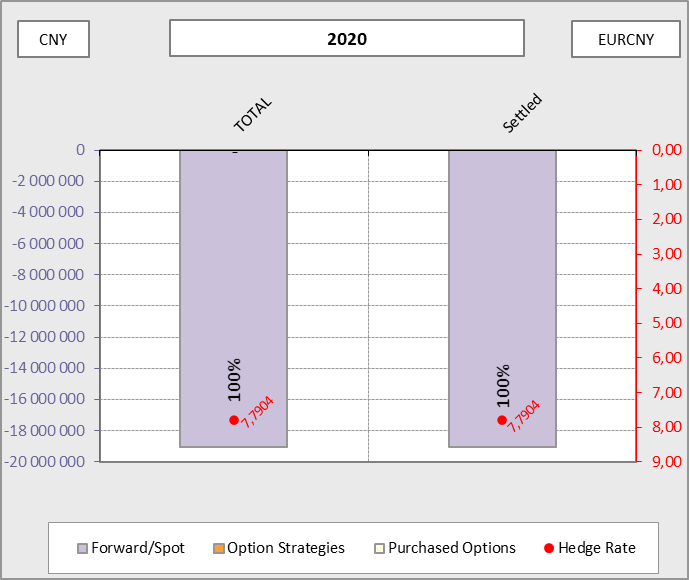 CNY
2020
EURCNY
TOTAL
Settled
0
-2 000 000
-4 000 000
-6 000 000
-8 000 000
-10 000 000
-12 000 000
-14 000 000
-16 000 000
-18 000 000
-20 000 000
100%
7,7904
100%
7,7904
0,00
1,00
2,00
3,00
4,00
5,00
6,00
7,00
8,00
9,00
Forward/Spot
Option Strategies
Purchased Options
Hedge Rate